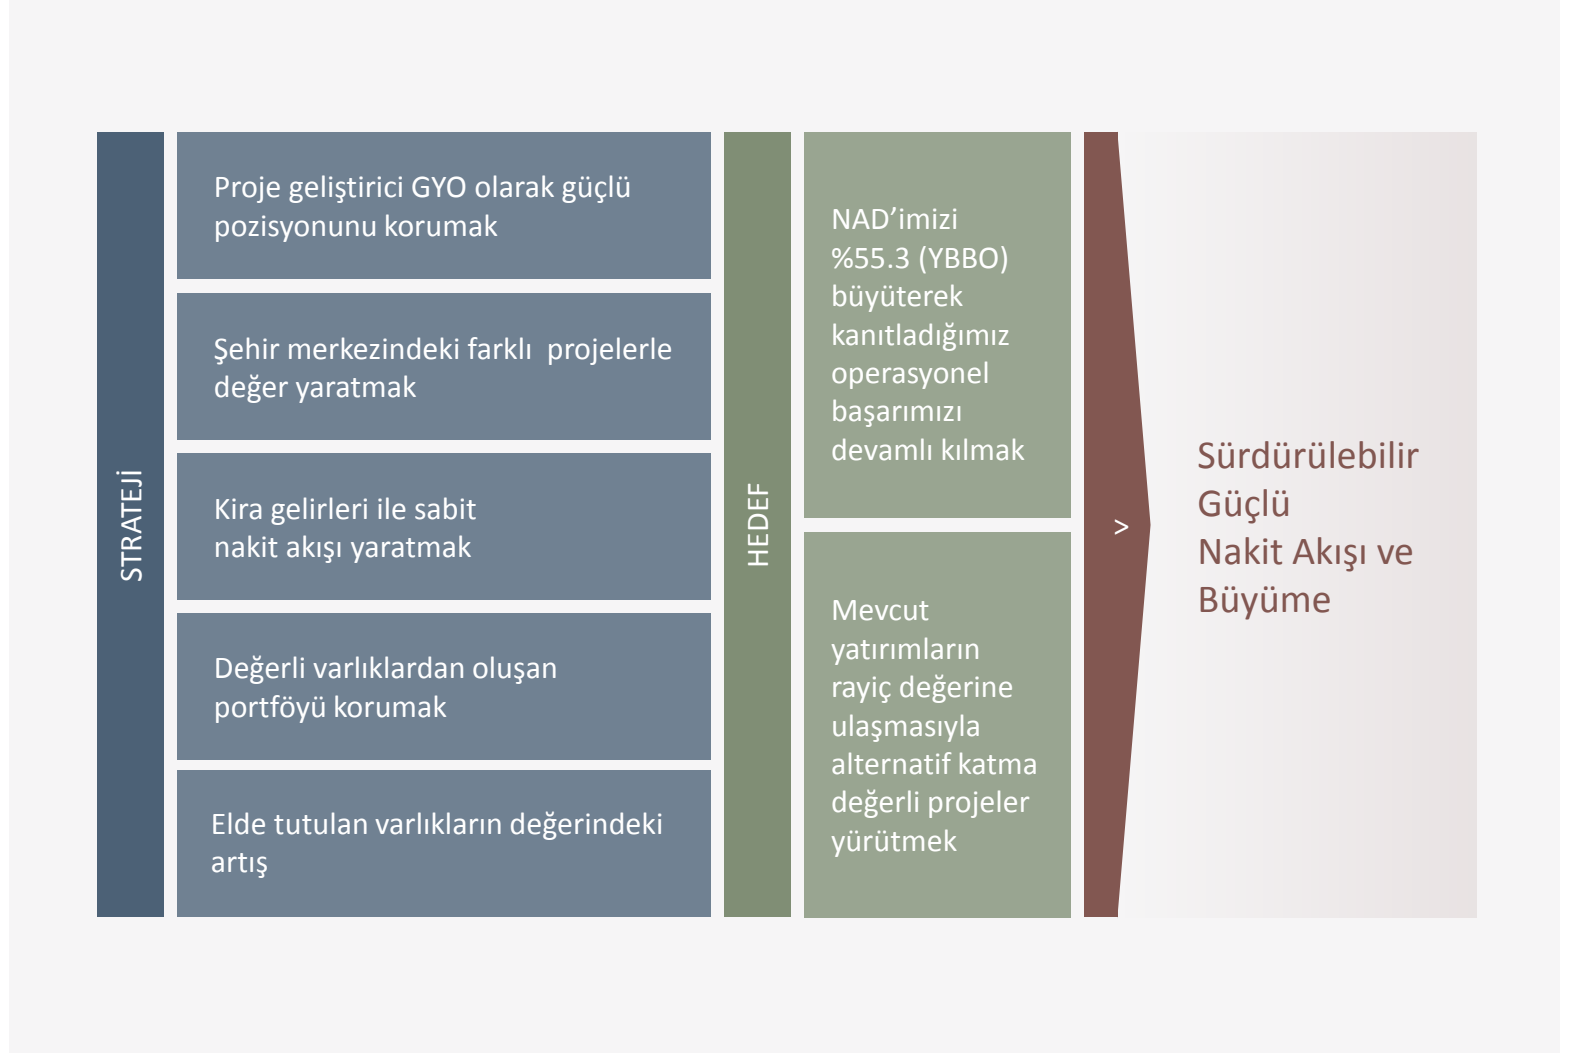 STRATEJİ
Proje geliştirici GYO olarak güçlü
pozisyonunu korumak
Şehir merkezindeki farklı  projelerle
değer yaratmak
Kira gelirleri ile sabit
nakit akışı yaratmak
Değerli varlıklardan oluşan
portföyü korumak
Elde tutulan varlıkların değerindeki
artış
HEDEF
NAD’imizi
%55.3 (YBBO)
büyüterek
kanıtladığımız
operasyonel
başarımızı
devamlı kılmak
Mevcut
yatırımların
rayiç değerine
ulaşmasıyla
alternatif katma
değerli projeler
yürütmek
>
Sürdürülebilir
Güçlü
Nakit Akışı ve
Büyüme